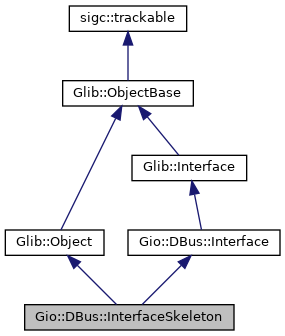 sigc::trackable
Glib::ObjectBase
Glib::Interface
Glib::Object
Gio::DBus::Interface
Gio::DBus::InterfaceSkeleton